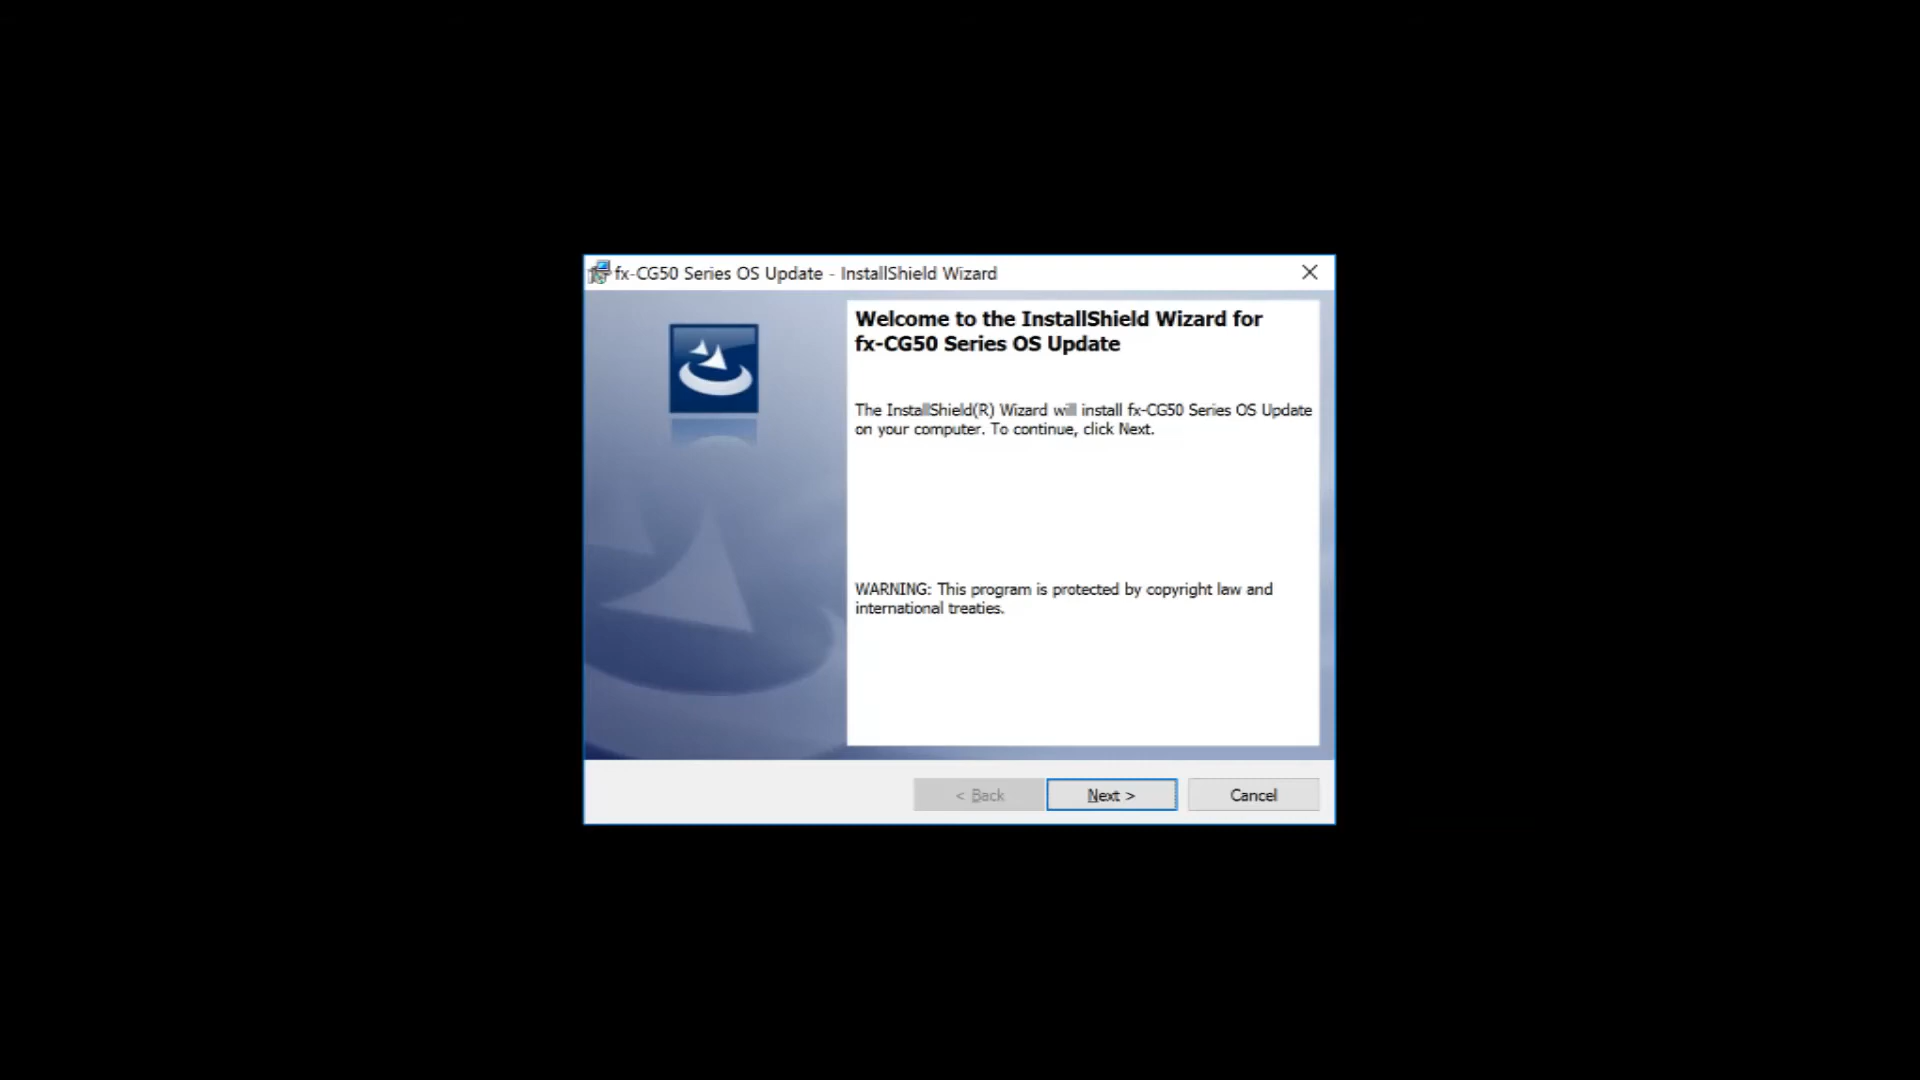 fx-CG50 Series OS Update - InstallShield Wizard
Welcome to the InstallShield Wizard for
fx-CG50 Series OS Update
The InstallShield(R) Wizard will install fx-CG50 Series OS Update
on your computer. To continue, click Next.
WARNING: This program is protected by copyright law and
international treaties.
< Back
Next >
Cancel